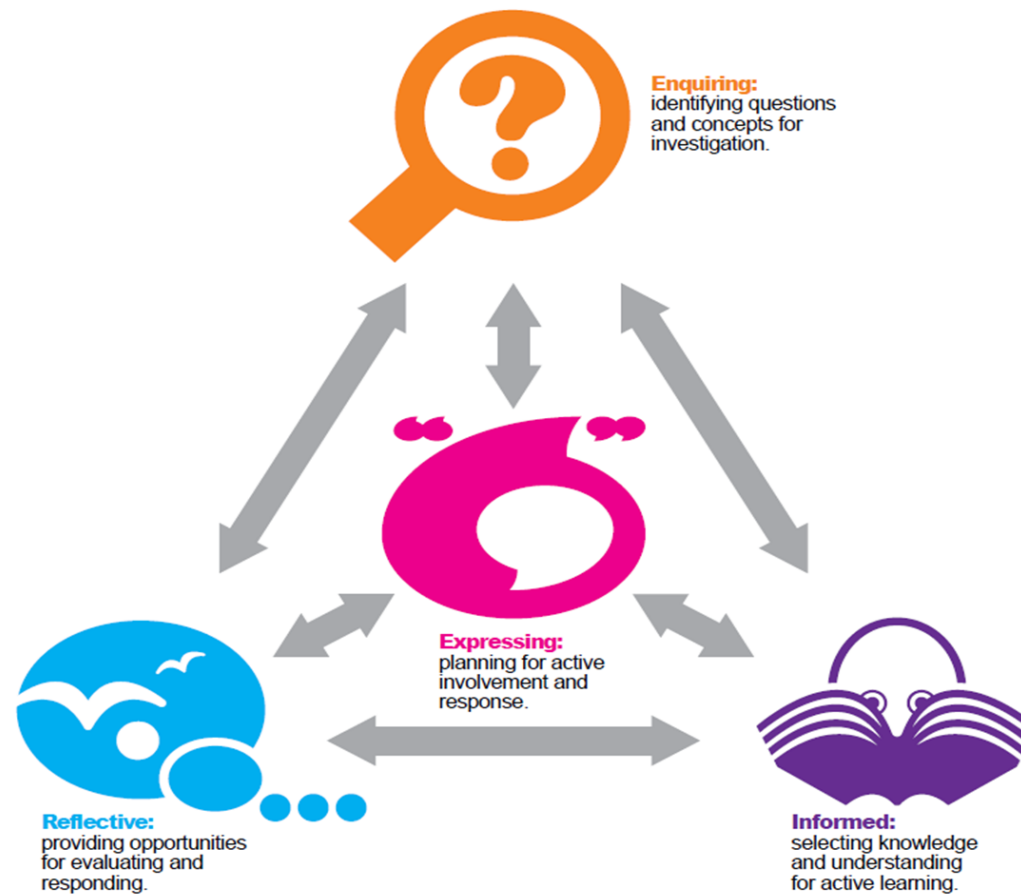 ?
Enquiring:
identifying questions
and concepts for
investigation.
“ ”
Expressing:
planning for active
involvement and
response.
Reflective:
providing opportunities
for evaluating and
responding.
Informed:
selecting knowledge
and understanding
for active learning.